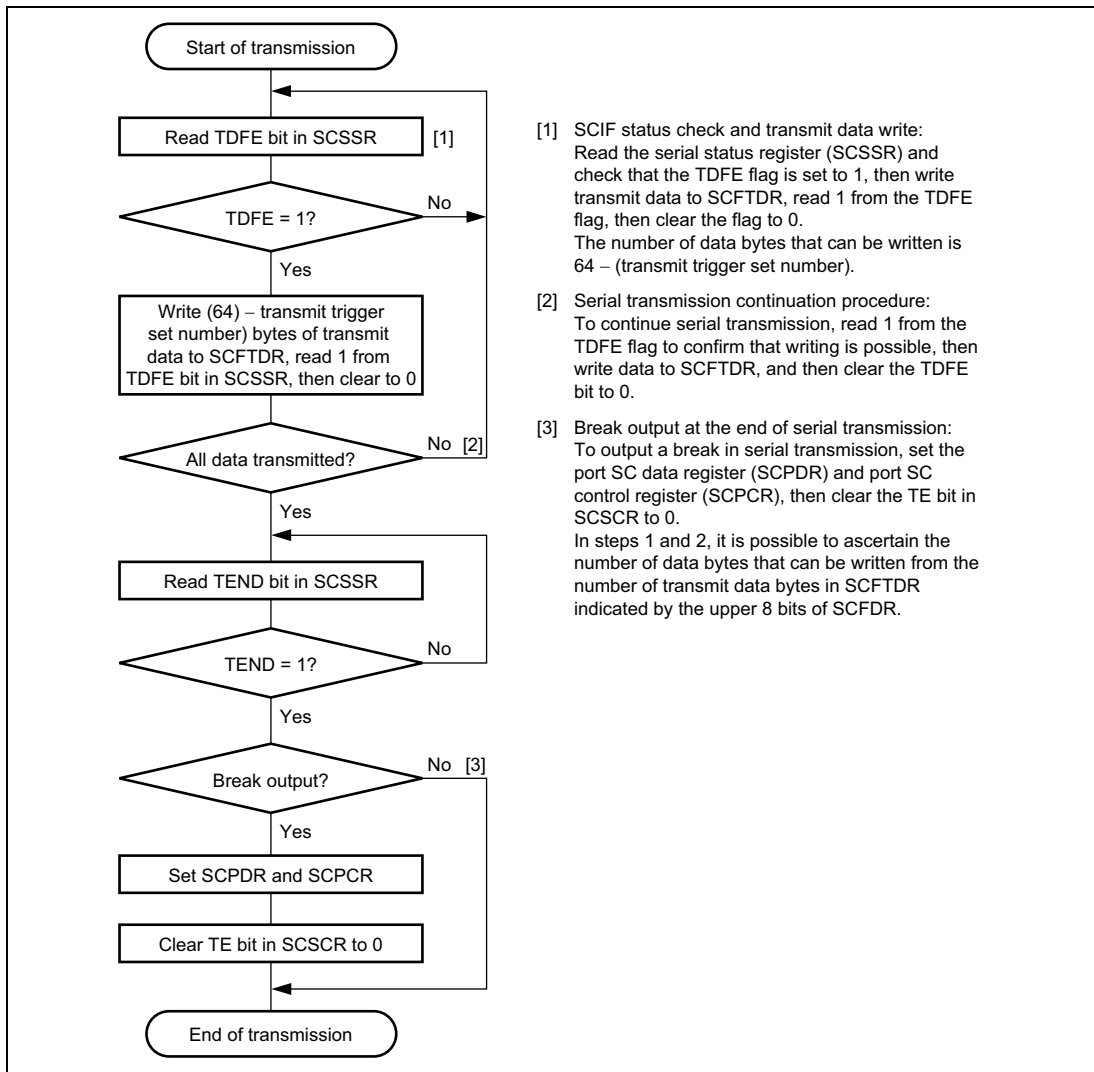 Start of transmission
Read TDFE bit in SCSSR [1]
TDFE = 1?
No
Yes
Write (64) – transmit trigger
set number) bytes of transmit
data to SCFTDR, read 1 from
TDFE bit in SCSSR, then clear to 0
All data transmitted?
No [2]
Yes
Read TEND bit in SCSSR
TEND = 1?
No
Yes
Break output?
No [3]
Yes
Set SCPDR and SCPCR
Clear TE bit in SCSCR to 0
End of transmission
[1] SCIF status check and transmit data write:
Read the serial status register (SCSSR) and
check that the TDFE flag is set to 1, then write
transmit data to SCFTDR, read 1 from the TDFE
flag, then clear the flag to 0.
The number of data bytes that can be written is
64 – (transmit trigger set number).
[2] Serial transmission continuation procedure:
To continue serial transmission, read 1 from the
TDFE flag to confirm that writing is possible, then
write data to SCFTDR, and then clear the TDFE
bit to 0.
[3] Break output at the end of serial transmission:
To output a break in serial transmission, set the
port SC data register (SCPDR) and port SC
control register (SCPCR), then clear the TE bit in
SCSCR to 0.
In steps 1 and 2, it is possible to ascertain the
number of data bytes that can be written from the
number of transmit data bytes in SCFTDR
indicated by the upper 8 bits of SCFDR.